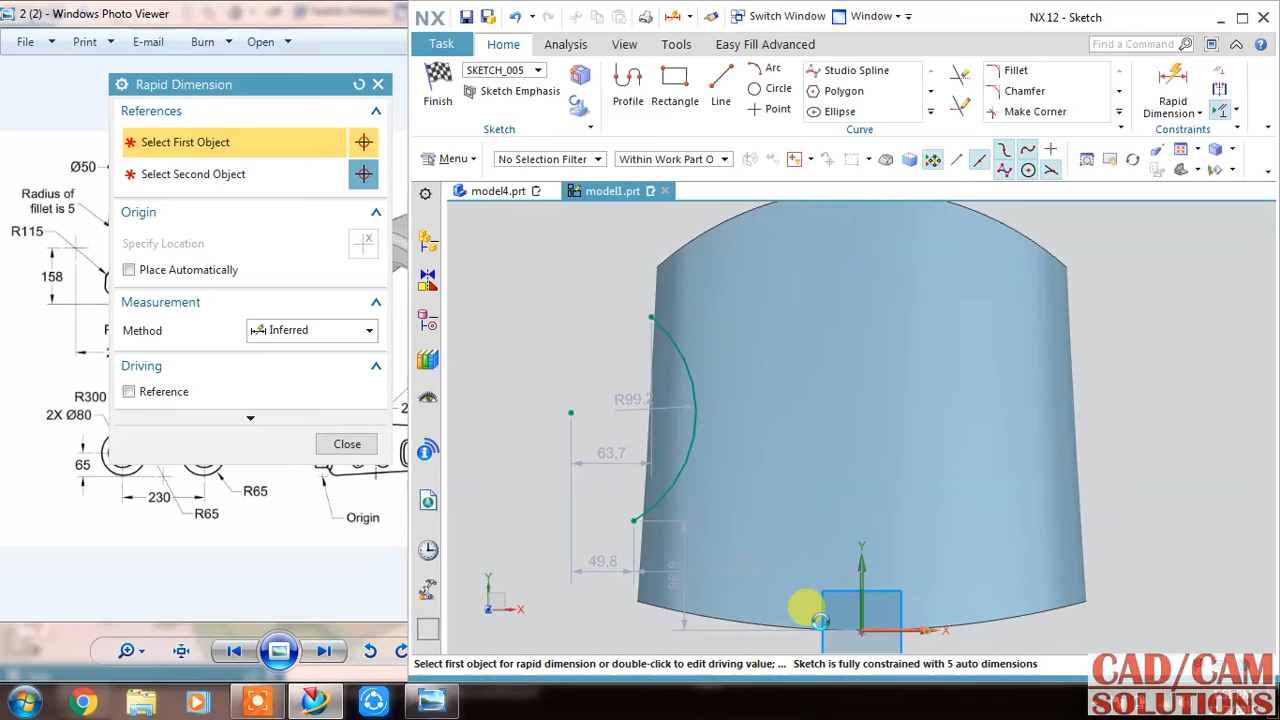 2 (2) - Windows Photo Viewer
File
Print
E-mail
Burn
Open
Rapid Dimension
References
Select First Object
Select Second Object
Origin
Specify Location
Place Automatically
Measurement
Method
Inferred
Driving
Reference
Close
Ø50
Radius of
fillet is 5
R115
158
R300
2X Ø80
65
230
R65
R65
Origin
NX
Switch Window
Window
NX 12 - Sketch
Task
Home
Analysis
View
Tools
Easy Fill Advanced
Find a Command
Finish
SKETCH_005
Sketch Emphasis
Sketch
Profile
Rectangle
Line
Arc
Circle
Point
Studio Spline
Polygon
Ellipse
Curve
Fillet
Chamfer
Make Corner
Rapid
Dimension
Constraints
Menu
No Selection Filter
Within Work Part O
model4.prt
model1.prt
R99.2
63,7
49,8
86,8
Y
X
Y
Z
X
Select first object for rapid dimension or double-click to edit driving value; ...
Sketch is fully constrained with 5 auto dimensions
CAD/CAM
SOLUTIONS